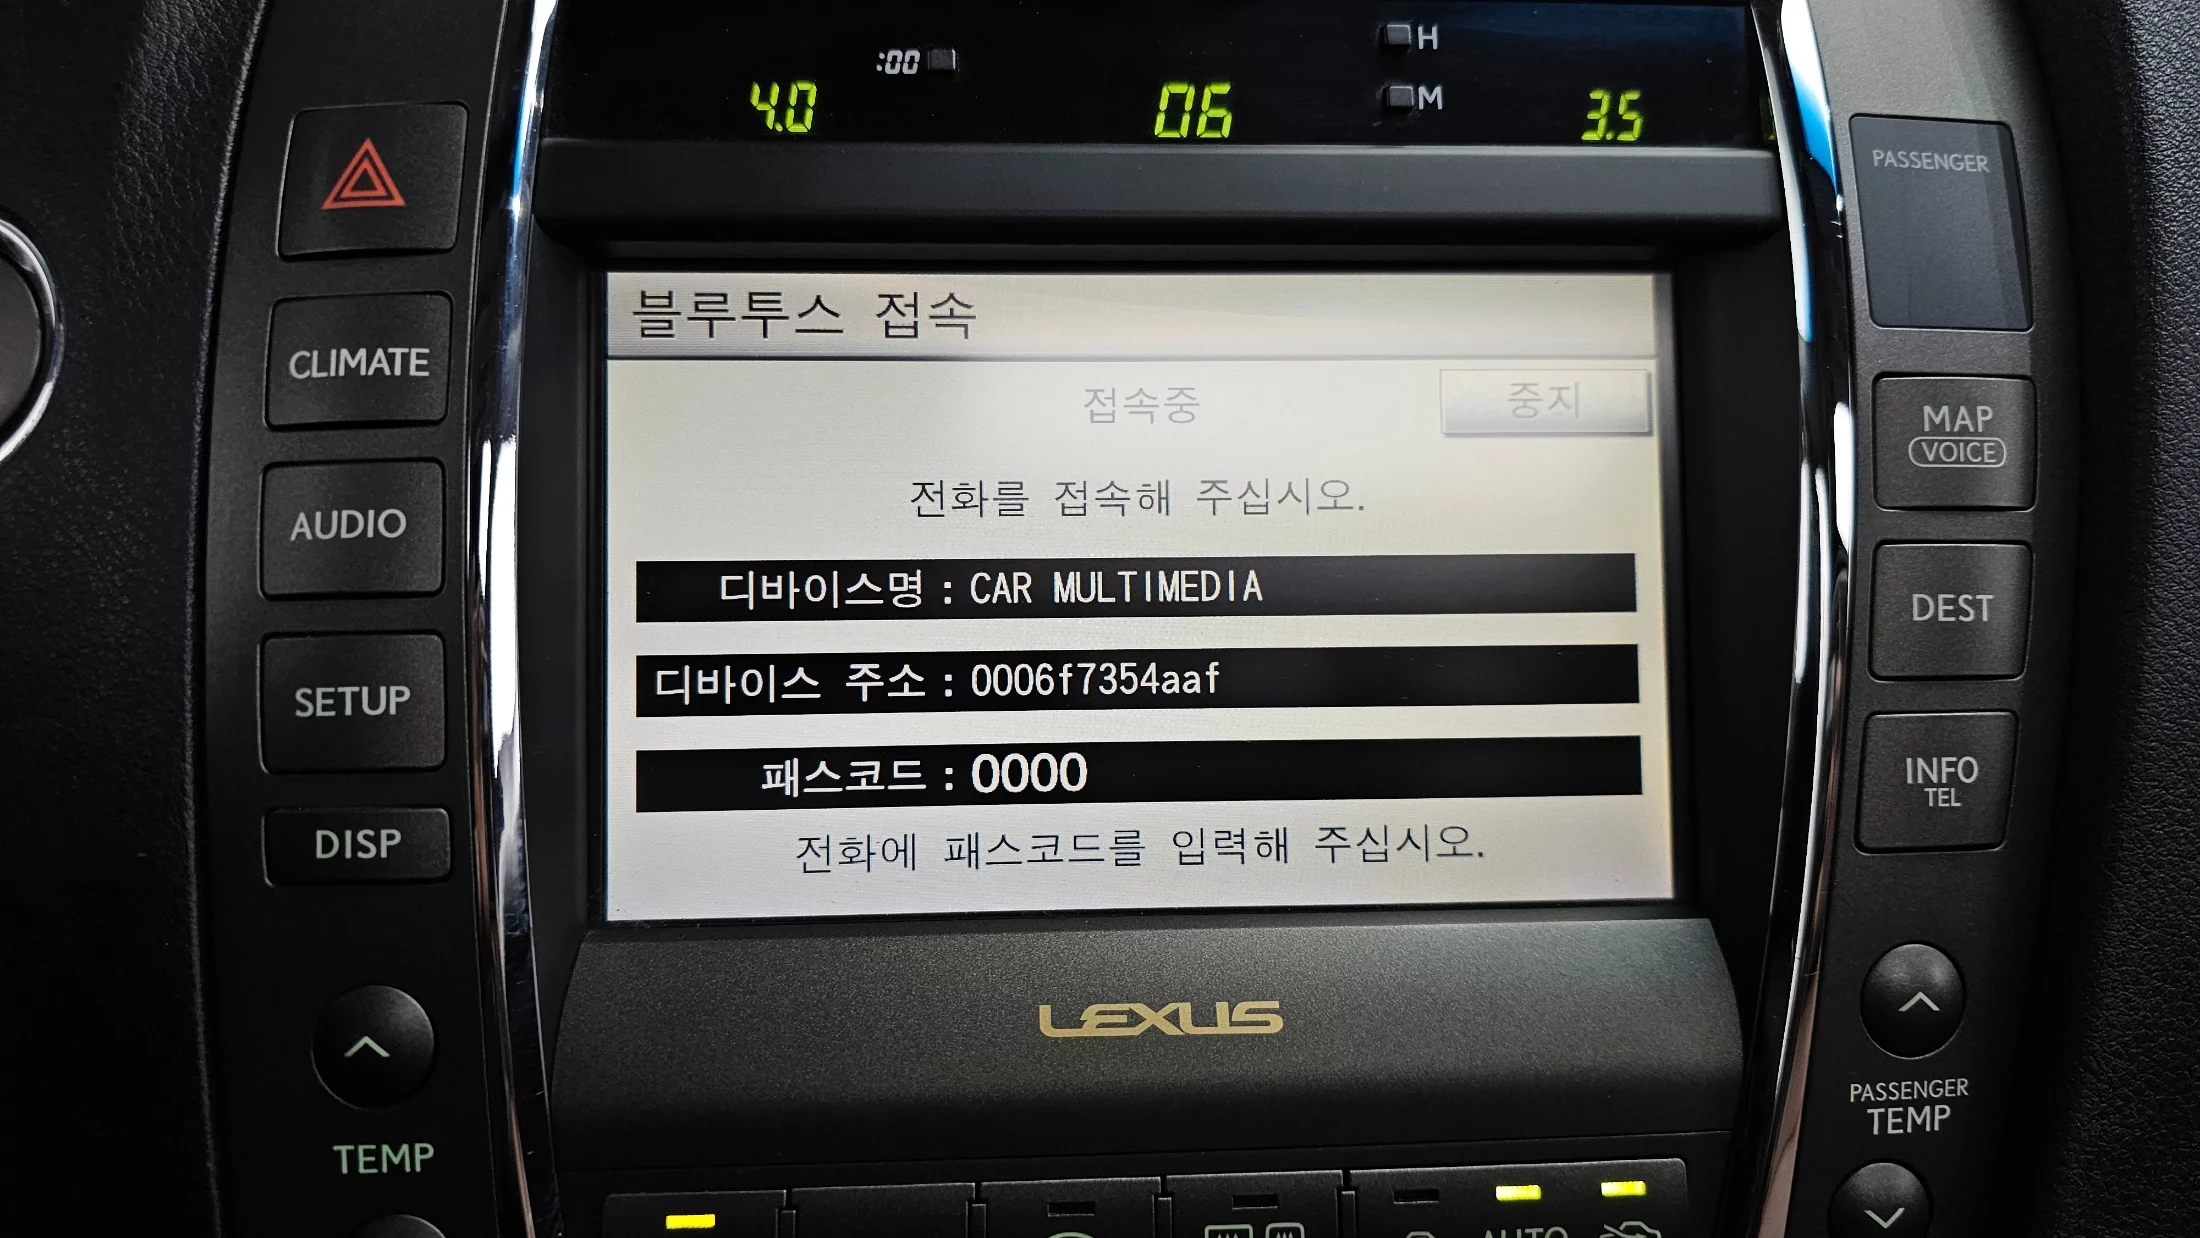 :00
H
M
4.0
06
3.5
PASSENGER
CLIMATE
AUDIO
SETUP
DISP
TEMP
블루투스 접속
접속중
중지
전화를 접속해 주십시오.
디바이스명 : CAR MULTIMEDIA
디바이스 주소 : 0006f7354aaf
패스코드 : 0000
전화에 패스코드를 입력해 주십시오.
LEXUS
MAP
VOICE
DEST
INFO
TEL
PASSENGER
TEMP
AUTO